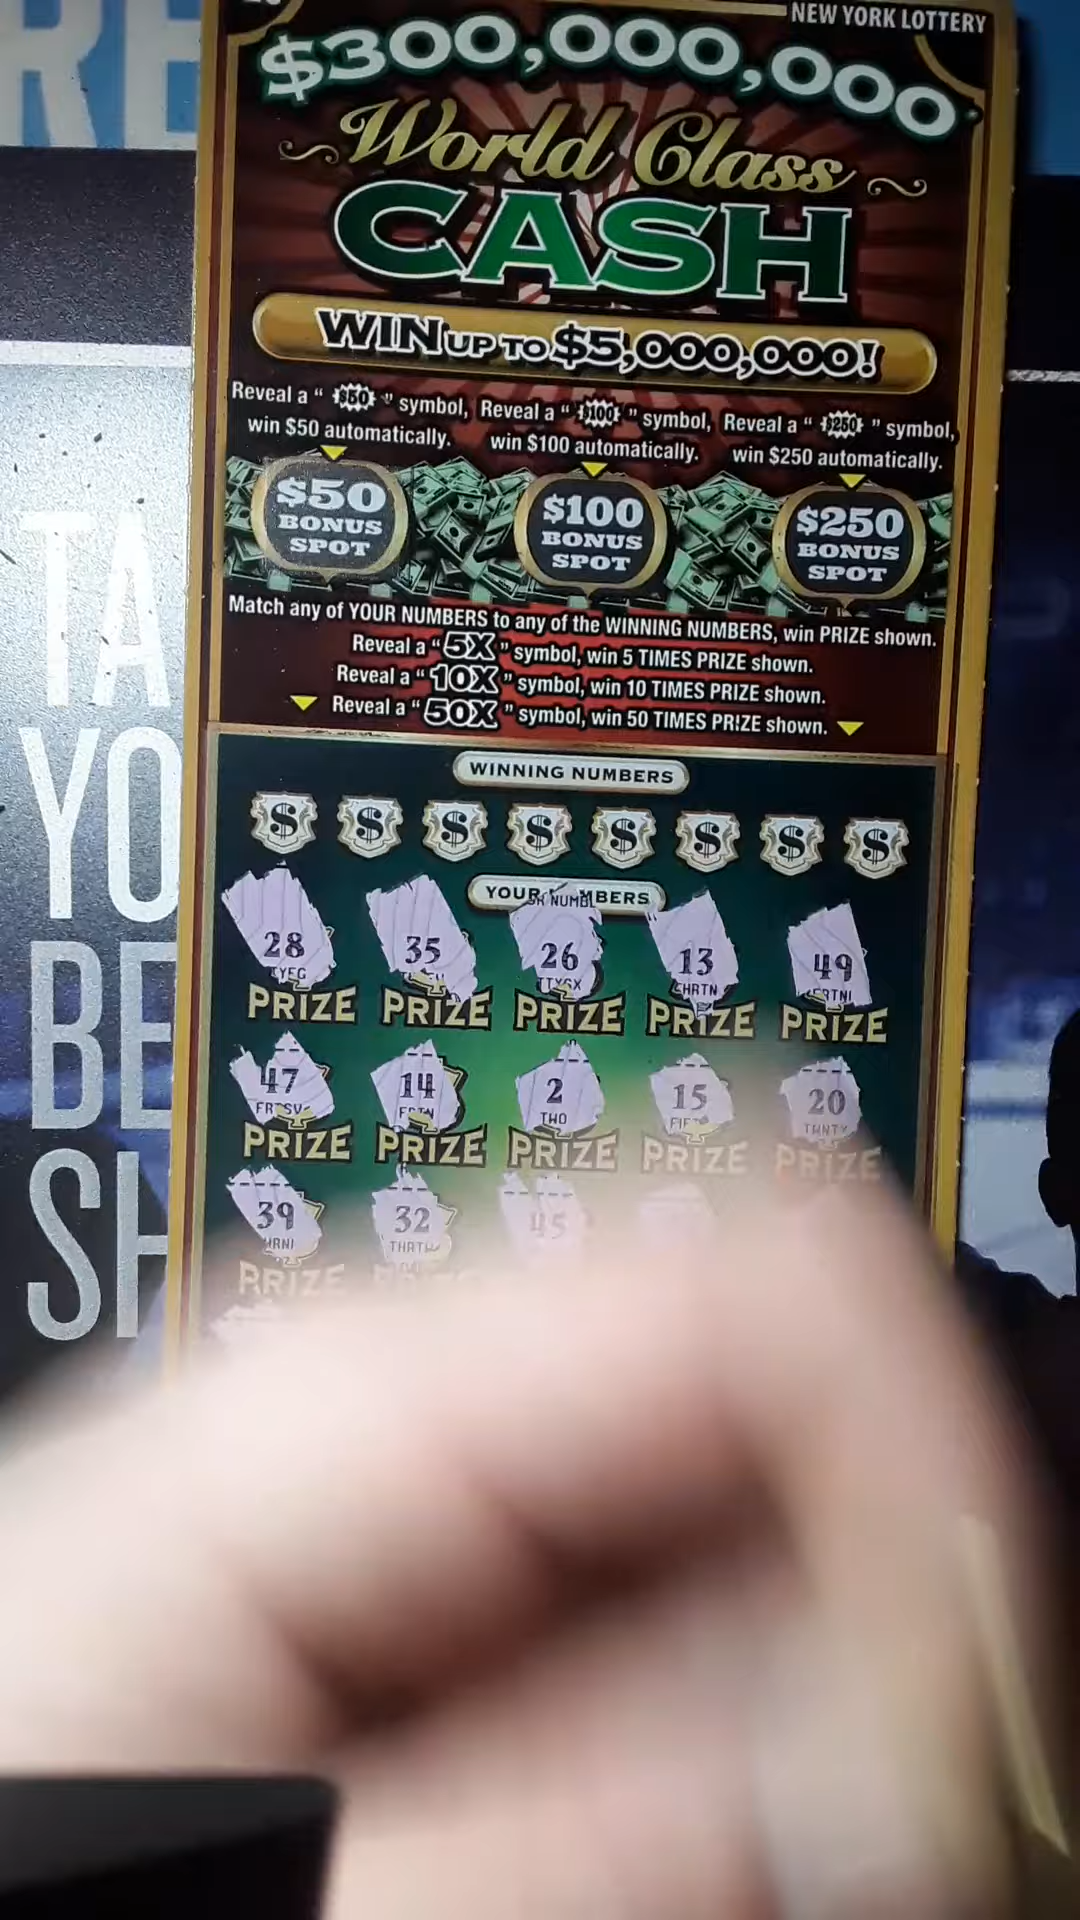 RE
NEW YORK LOTTERY
$300,000,000
World Class
CASH
WIN UP TO $5,000,000!
Reveal a " $50 " symbol, win $50 automatically.
Reveal a " $100 " symbol, win $100 automatically.
Reveal a " $250 " symbol, win $250 automatically.
$50 BONUS SPOT
$100 BONUS SPOT
$250 BONUS SPOT
Match any of YOUR NUMBERS to any of the WINNING NUMBERS, win PRIZE shown.
Reveal a " 5X " symbol, win 5 TIMES PRIZE shown.
Reveal a " 10X " symbol, win 10 TIMES PRIZE shown.
Reveal a " 50X " symbol, win 50 TIMES PRIZE shown.
WINNING NUMBERS
$ $ $ $ $ $ $ $
28 35 26 13 49
PRIZE PRIZE PRIZE PRIZE PRIZE
47 14 2 15 20
TWO TWNTY
PRIZE PRIZE PRIZE PRIZE PRIZE
39 32 45
PRIZE
TA
YO
BE
SH